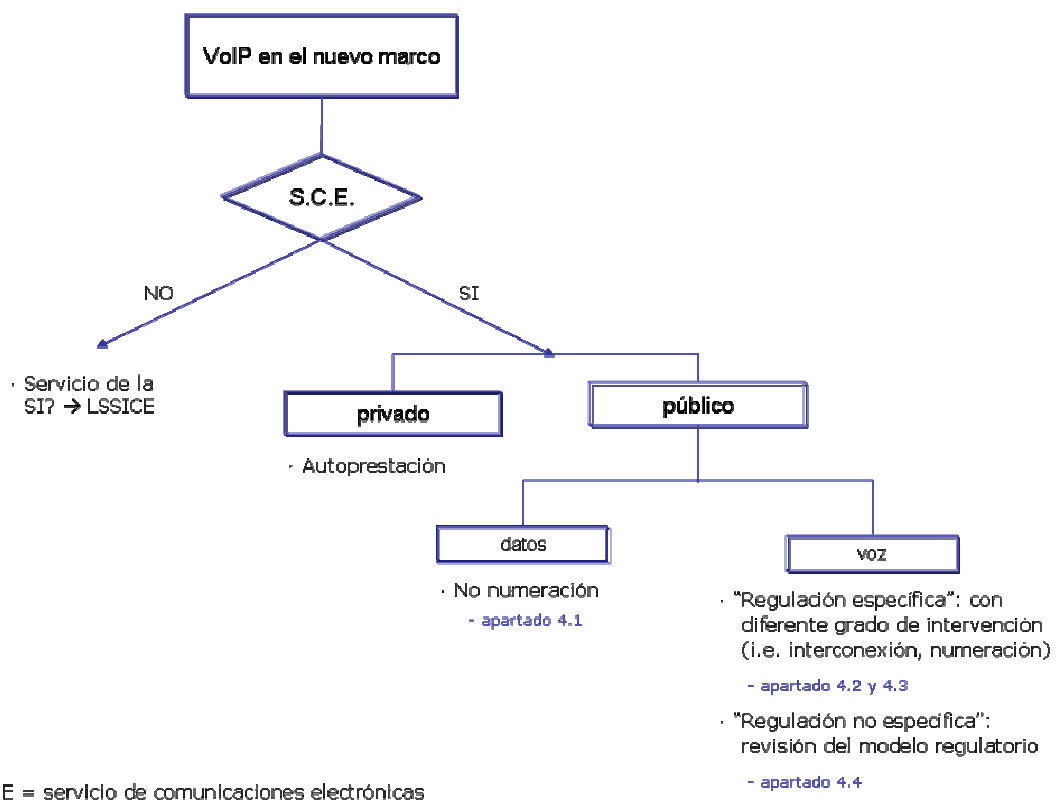 VoIP en el nuevo marco
S.C.E.
NO
SI
· Servicio de la
SI? → LSSICE
privado
público
· Autoprestación
datos
voz
· No numeración
- apartado 4.1
· "Regulación específica": con
diferente grado de intervención
(i.e. interconexión, numeración)
- apartado 4.2 y 4.3
· "Regulación no específica":
revisión del modelo regulatorio
- apartado 4.4
E = servicio de comunicaciones electrónicas